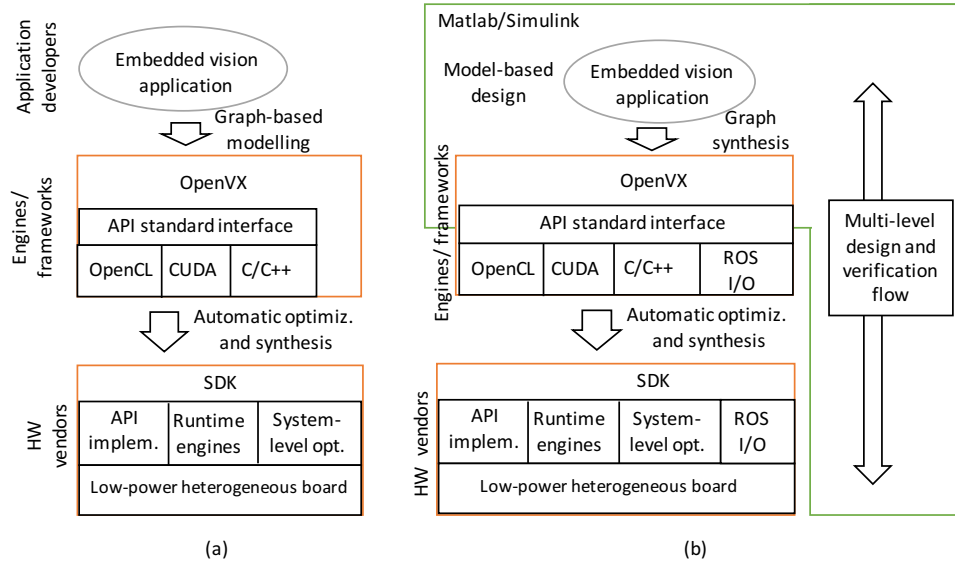 Application
developers
Embedded vision
application
Graph-based
modelling
Engines/
frameworks
OpenVX
API standard interface
OpenCL
CUDA
C/C++
Automatic optimiz.
and synthesis
HW
vendors
SDK
API
implem.
Runtime
engines
System-
level opt.
Low-power heterogeneous board
(a)
Matlab/Simulink
Model-based
design
Embedded vision
application
Graph
synthesis
Engines/ frameworks
OpenVX
API standard interface
OpenCL
CUDA
C/C++
ROS
I/O
Automatic optimiz.
and synthesis
HW vendors
SDK
API
implem.
Runtime
engines
System-
level opt.
ROS
I/O
Low-power heterogeneous board
Multi-level
design and
verification
flow
(b)